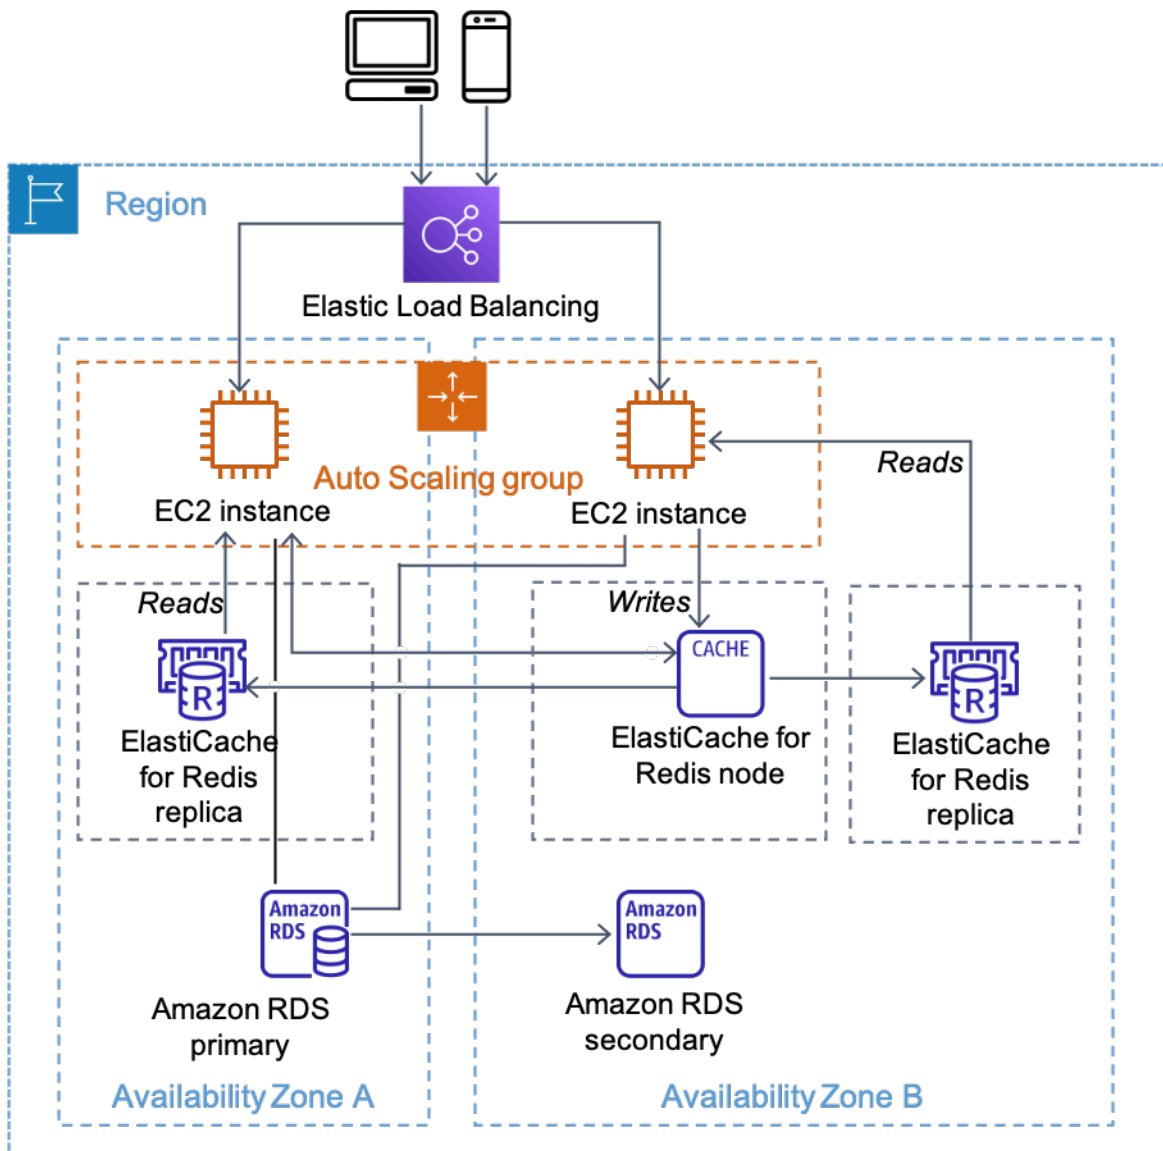 Region
Elastic Load Balancing
Auto Scaling group
EC2 instance
EC2 instance
Reads
Reads
Writes
CACHE
R
ElastiCache
for Redis
replica
ElastiCache for
Redis node
R
ElastiCache
for Redis
replica
Amazon
RDS
Amazon RDS
primary
Amazon
RDS
Amazon RDS
secondary
Availability Zone A
Availability Zone B